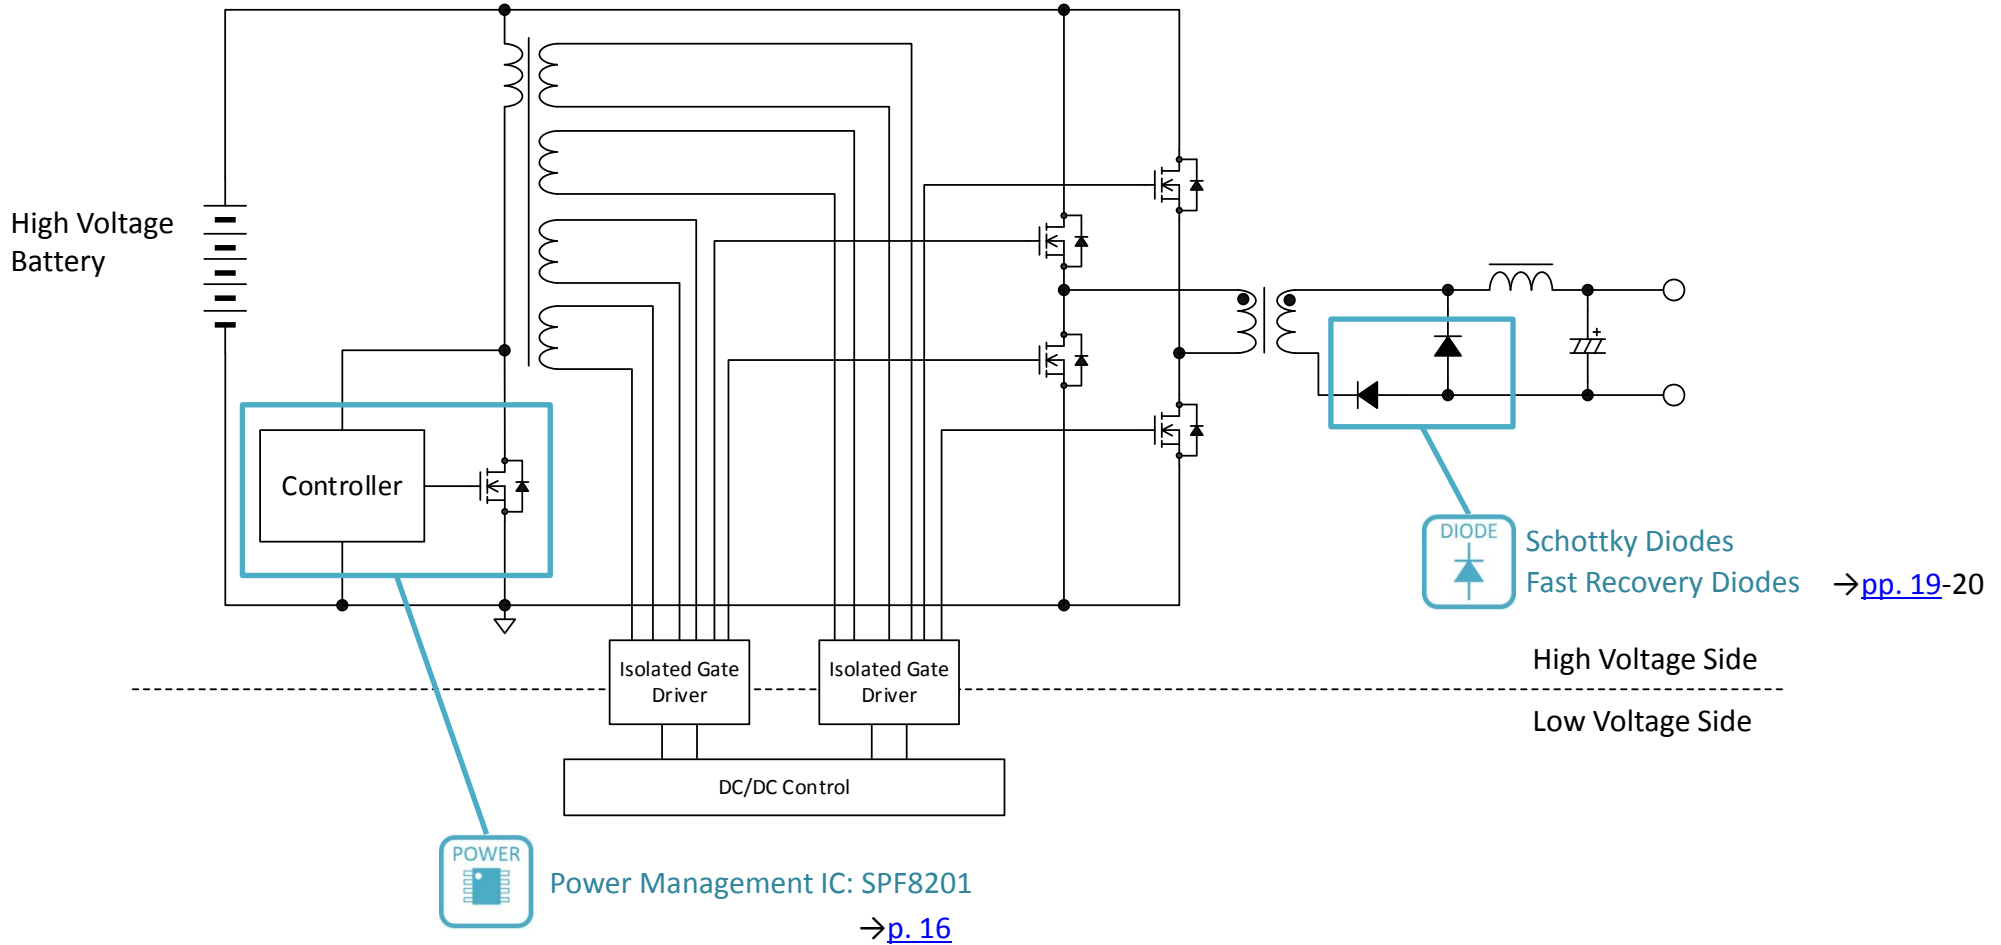 High Voltage
Battery
Controller
+
DIODE
Schottky Diodes
Fast Recovery Diodes
→pp. 19-20
Isolated Gate
Driver
Isolated Gate
Driver
High Voltage Side
Low Voltage Side
DC/DC Control
POWER
Power Management IC: SPF8201
→p. 16